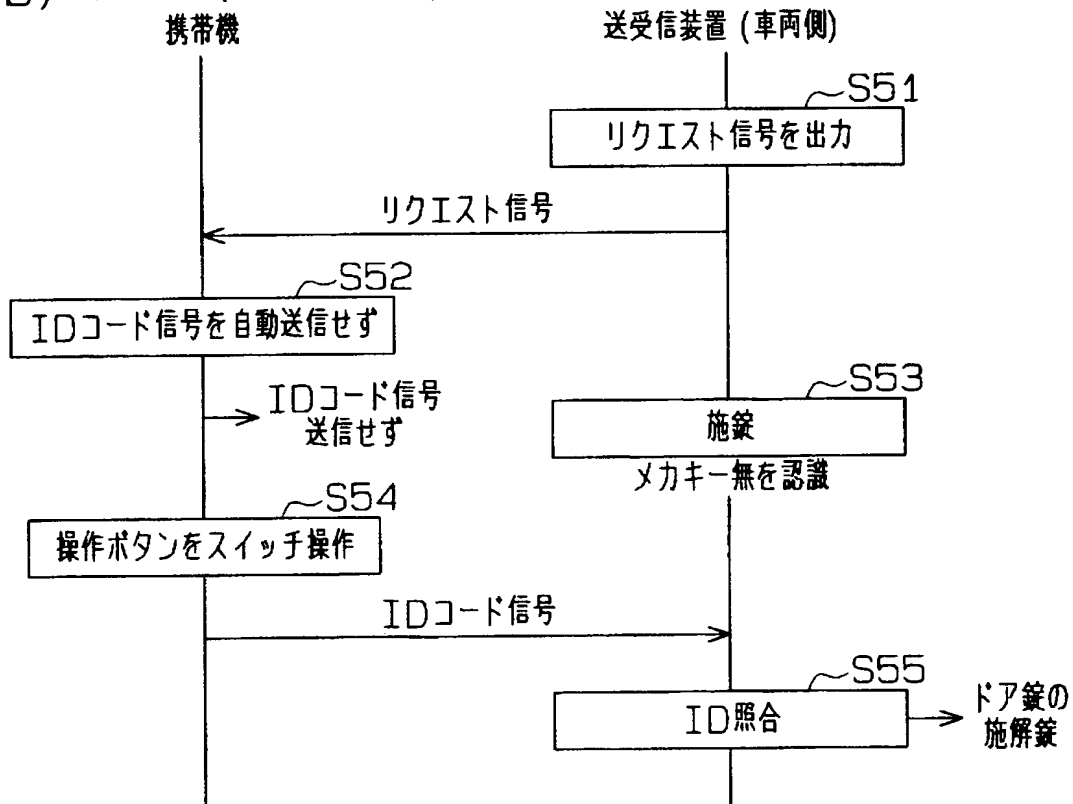 携帯機
送受信装置(車両側)
S51
リクエスト信号を出力
リクエスト信号
S52
IDコード信号を自動送信せず
IDコード信号
送信せず
S53
施錠
メカキー無を認識
S54
操作ボタンをスイッチ操作
IDコード信号
S55
ID照合
ドア錠の
施解錠